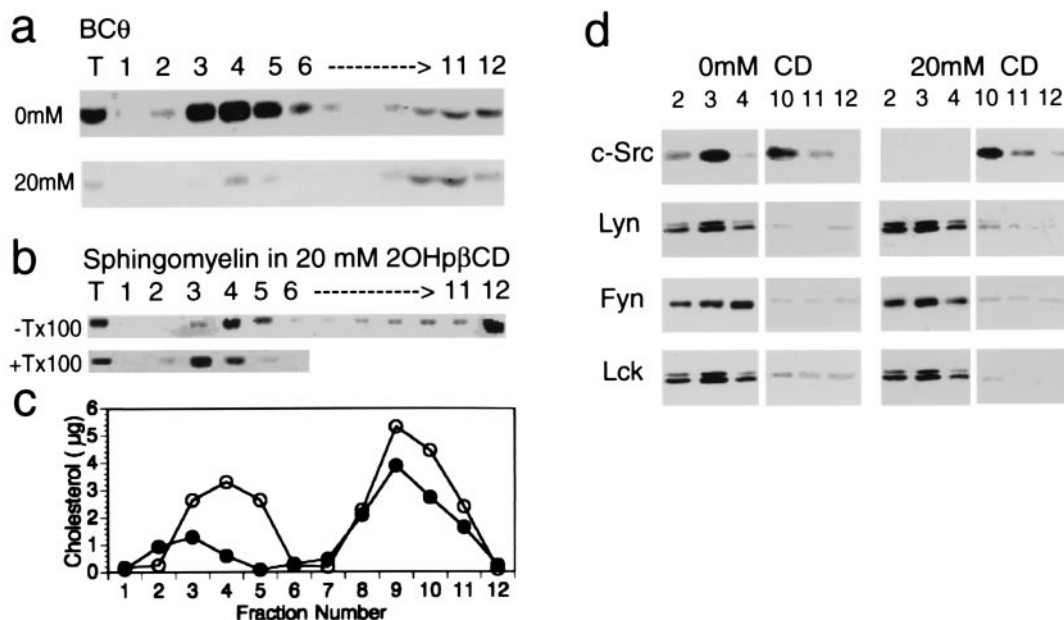 a BCθ
T 1 2 3 4 5 6 ----------> 11 12
0mM
20mM
b Sphingomyelin in 20 mM 2OHpβCD
T 1 2 3 4 5 6 ----------> 11 12
-Tx100
+Tx100
c
Cholesterol ( μg)
6
5
4
3
2
1
0
1 2 3 4 5 6 7 8 9 10 11 12
Fraction Number
d
0mM CD 20mM CD
2 3 4 10 11 12 2 3 4 10 11 12
c-Src
Lyn
Fyn
Lck